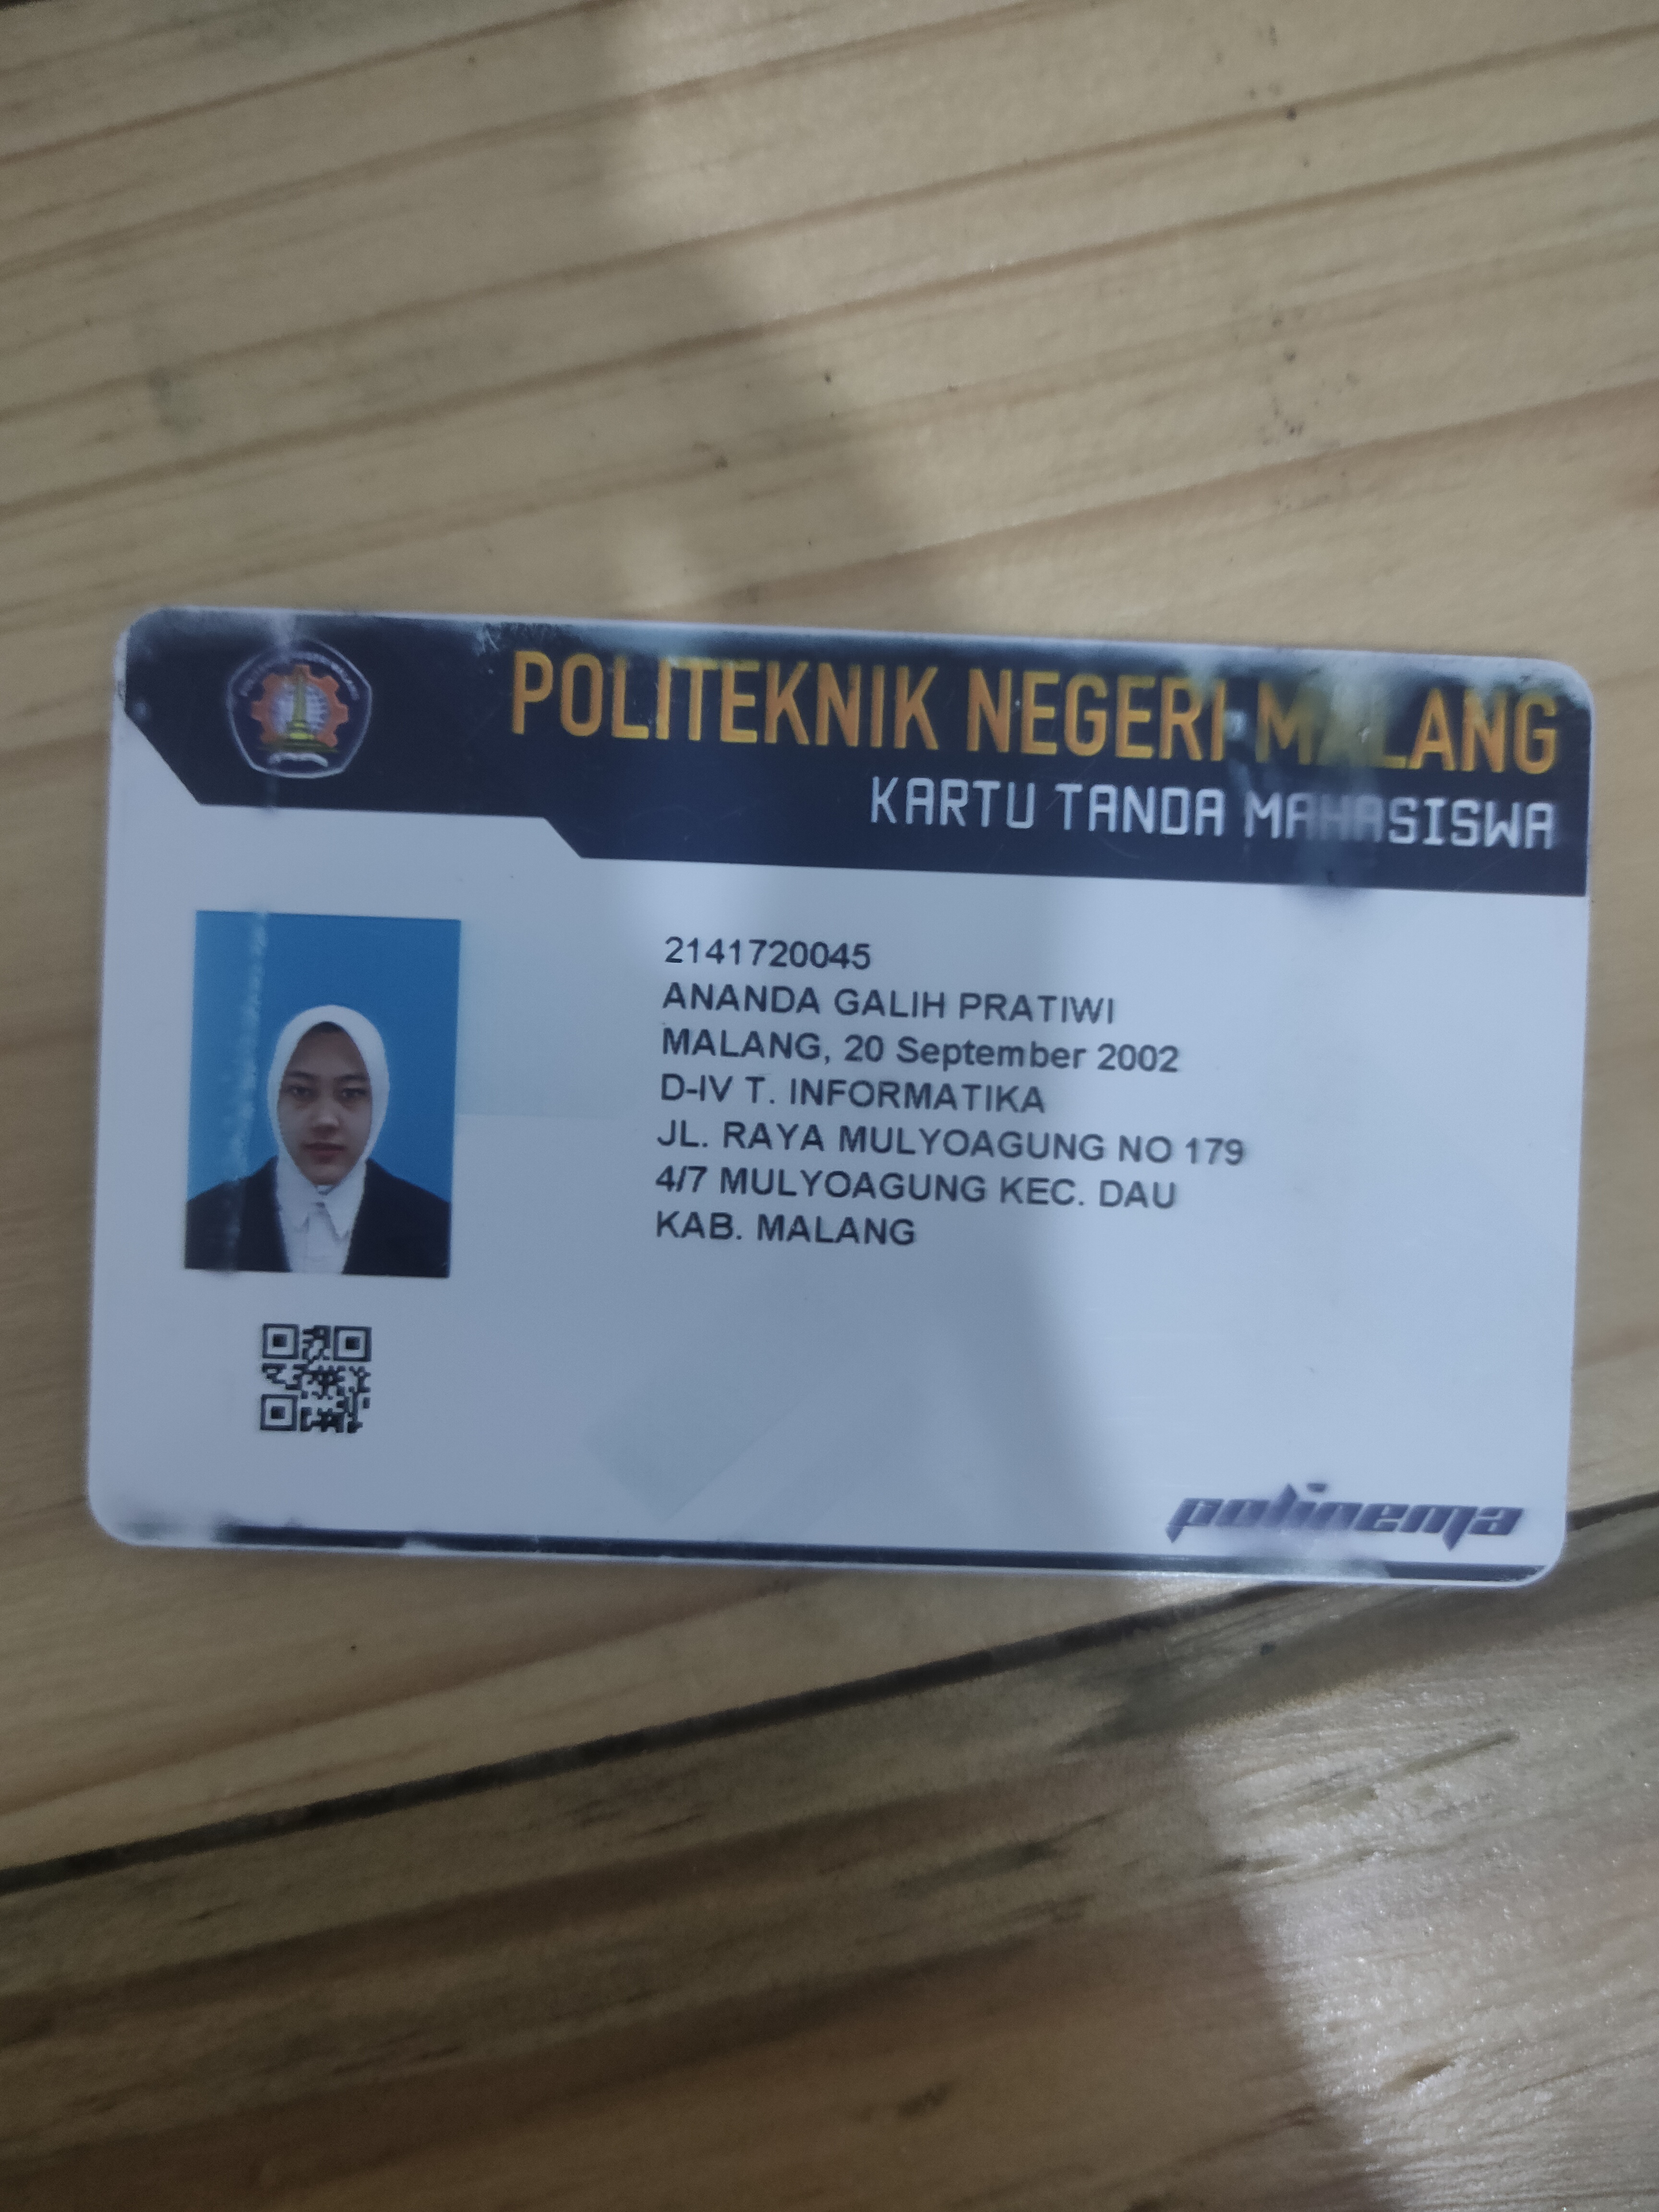 POLITEKNIK NEGERI MALANG
KARTU TANDA MAHASISWA
2141720045
ANANDA GALIH PRATIWI
MALANG, 20 September 2002
D-IV T. INFORMATIKA
JL. RAYA MULYOAGUNG NO 179
4/7 MULYOAGUNG KEC. DAU
KAB. MALANG
polinema